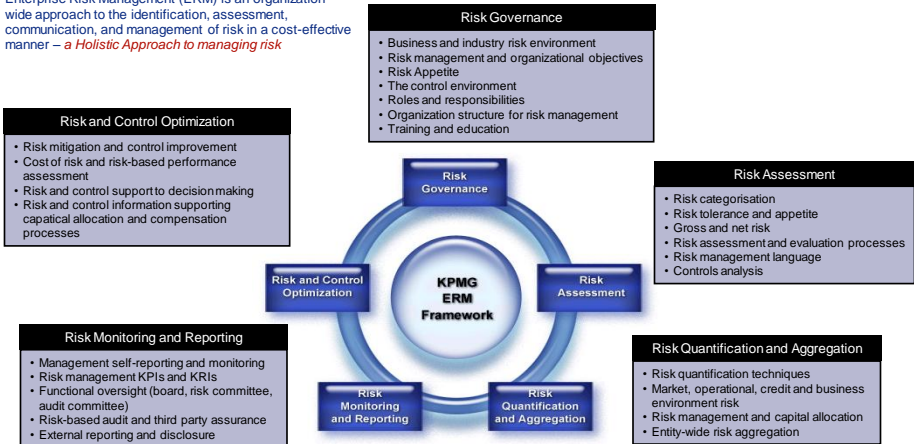 Enterprise Risk Management (ERM) is an organization
wide approach to the identification, assessment,
communication, and management of risk in a cost-effective
manner – a Holistic Approach to managing risk
Risk Governance
• Business and industry risk environment
• Risk management and organizational objectives
• Risk Appetite
• The control environment
• Roles and responsibilities
• Organization structure for risk management
• Training and education
Risk and Control Optimization
• Risk mitigation and control improvement
• Cost of risk and risk-based performance
assessment
• Risk and control support to decision making
• Risk and control information supporting
capatical allocation and compensation
processes
Risk Assessment
• Risk categorisation
• Risk tolerance and appetite
• Gross and net risk
• Risk assessment and evaluation processes
• Risk management language
• Controls analysis
Risk
Governance
Risk and Control
Optimization
KPMG
ERM
Framework
Risk
Assessment
Risk
Monitoring
and Reporting
Risk
Quantification
and Aggregation
Risk Monitoring and Reporting
• Management self-reporting and monitoring
• Risk management KPIs and KRIs
• Functional oversight (board, risk committee,
audit committee)
• Risk-based audit and third party assurance
• External reporting and disclosure
Risk Quantification and Aggregation
• Risk quantification techniques
• Market, operational, credit and business
environment risk
• Risk management and capital allocation
• Entity-wide risk aggregation